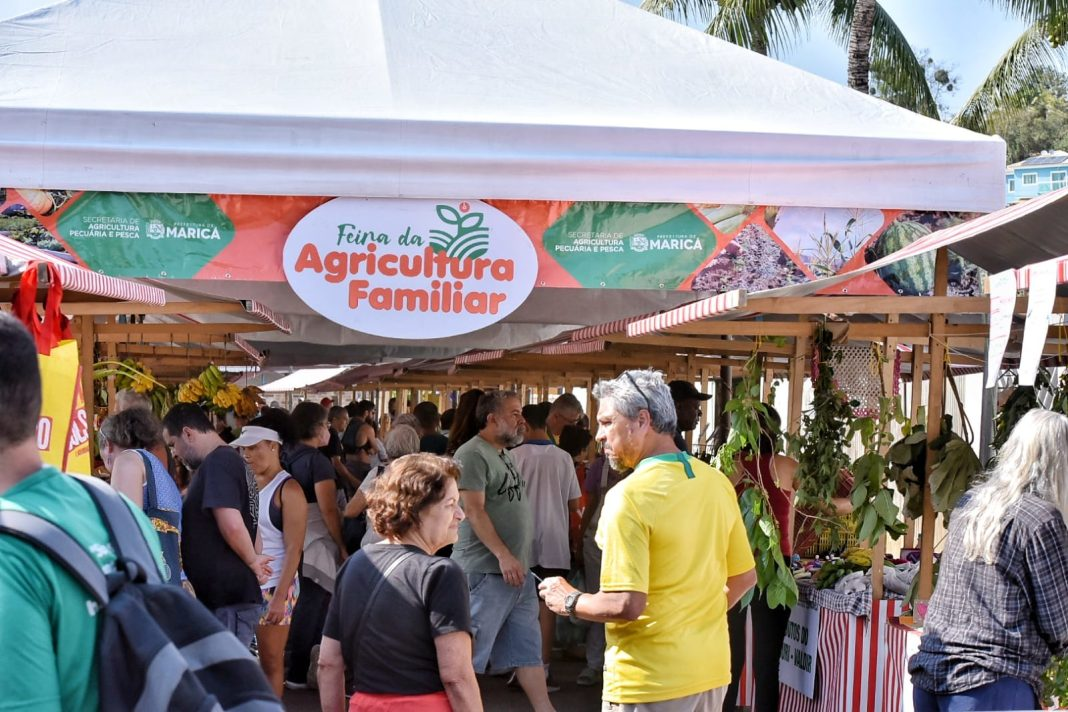 SECRETARIA DE
AGRICULTURA
PECUÁRIA E PESCA
PREFEITURA DE
MARICÁ
Feira da
Agricultura
Familiar
SECRETARIA DE
AGRICULTURA
PECUÁRIA E PESCA
PREFEITURA DE
MARICÁ